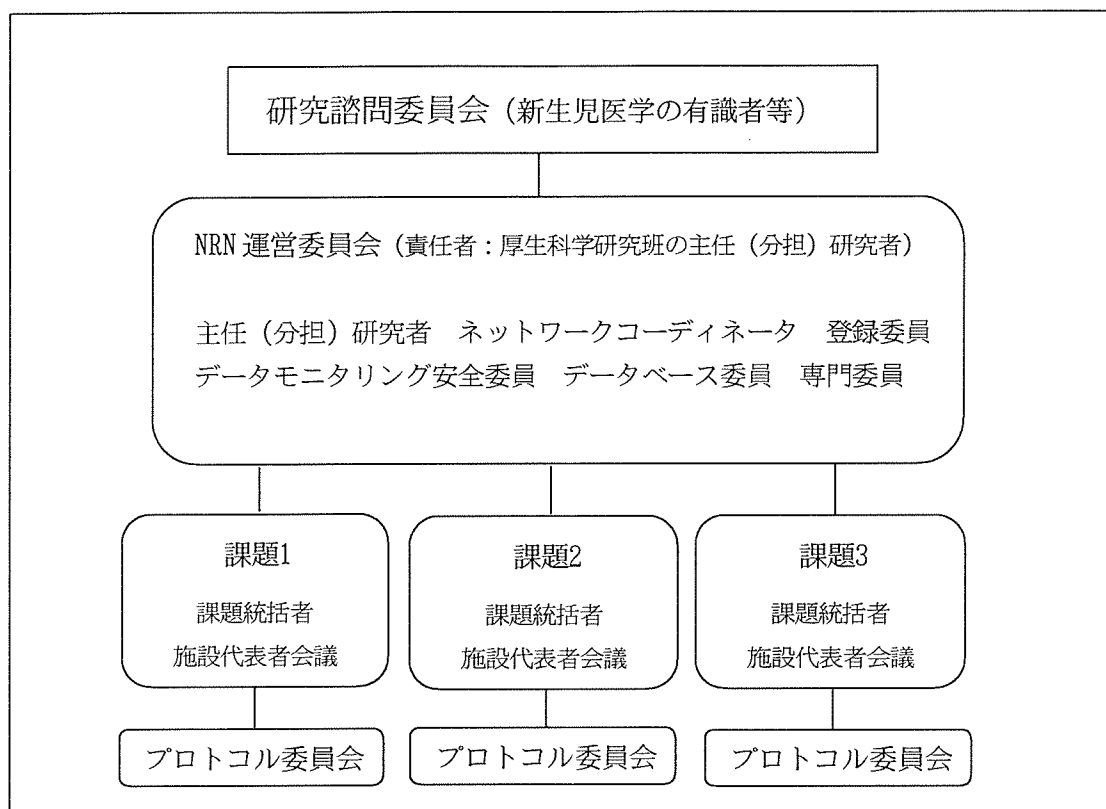 研究諮問委員会（新生児医学の有識者等）
NRN 運営委員会（責任者：厚生科学研究班の主任（分担）研究者）
主任（分担）研究者　ネットワークコーディネータ　登録委員
データモニタリング安全委員　データベース委員　専門委員
課題1
課題統括者
施設代表者会議
課題2
課題統括者
施設代表者会議
課題3
課題統括者
施設代表者会議
プロトコル委員会
プロトコル委員会
プロトコル委員会